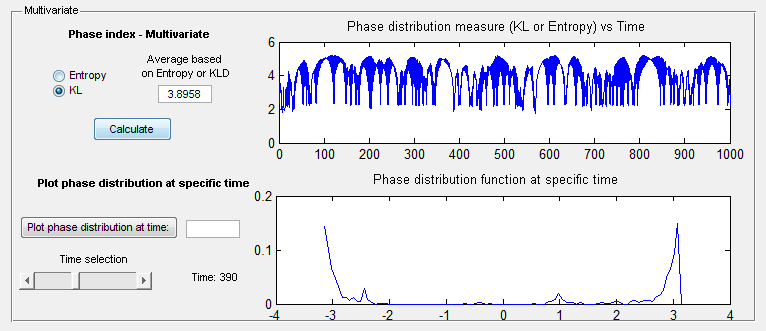 Multivariate
Phase index - Multivariate
Entropy
KL
Average based
on Entropy or KLD
3.8958
Calculate
Phase distribution measure (KL or Entropy) vs Time
6
4
2
0
0 100 200 300 400 500 600 700 800 900 1000
Plot phase distribution at specific time
Plot phase distribution at time:
Time selection
Time: 390
Phase distribution function at specific time
0.2
0.1
0
-4 -3 -2 -1 0 1 2 3 4